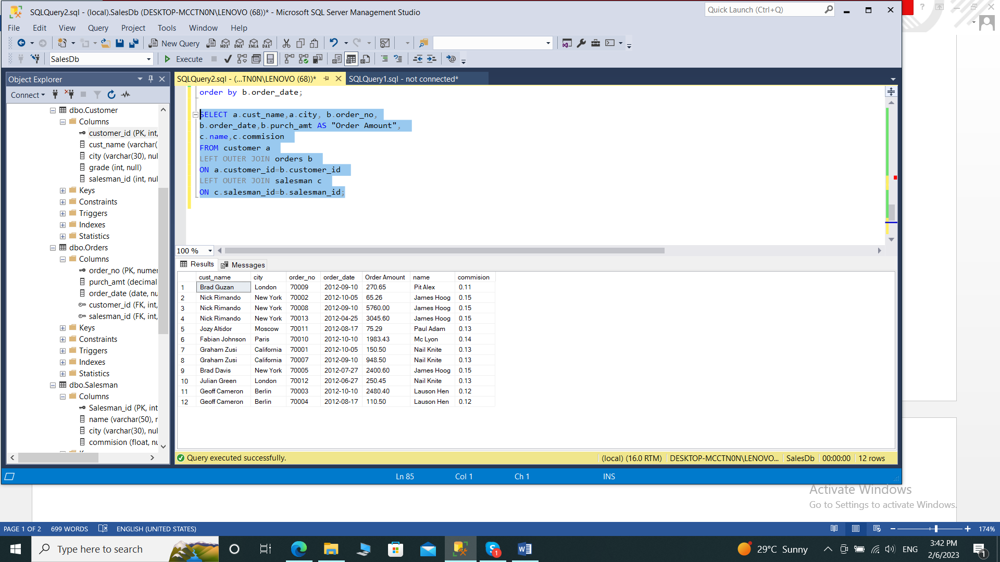 SQLQuery2.sql - (local).SalesDb (DESKTOP-MCCTN0N\LENOVO (68))* - Microsoft SQL Server Management Studio
Quick Launch (Ctrl+Q)
File Edit View Query Project Tools Window Help
New Query
MDX DMX XMLA DAX
SalesDb
Execute
Object Explorer
Connect
dbo.Customer
Columns
customer_id (PK, int,
cust_name (varchar(
city (varchar(30), nul
grade (int, null)
salesman_id (int, nul
Keys
Constraints
Triggers
Indexes
Statistics
dbo.Orders
Columns
order_no (PK, numer
purch_amt (decimal
order_date (date, nu
customer_id (FK, int,
salesman_id (FK, int,
Keys
Constraints
Triggers
Indexes
Statistics
dbo.Salesman
Columns
Salesman_id (PK, int
name (varchar(50), r
city (varchar(30), nul
commision (float, nu
SQLQuery2.sql - (...TN0N\LENOVO (68))* SQLQuery1.sql - not connected*
order by b.order_date;
SELECT a.cust_name,a.city, b.order_no,
b.order_date,b.purch_amt AS "Order Amount",
c.name,c.commision
FROM customer a
LEFT OUTER JOIN orders b
ON a.customer_id=b.customer_id
LEFT OUTER JOIN salesman c
ON c.salesman_id=b.salesman_id;
100 %
Results Messages
cust_name city order_no order_date Order Amount name commision
1 Brad Guzan London 70009 2012-09-10 270.65 Pit Alex 0.11
2 Nick Rimando New York 70002 2012-10-05 65.26 James Hoog 0.15
3 Nick Rimando New York 70008 2012-09-10 5760.00 James Hoog 0.15
4 Nick Rimando New York 70013 2012-04-25 3045.60 James Hoog 0.15
5 Jozy Altidor Moscow 70011 2012-08-17 75.29 Paul Adam 0.13
6 Fabian Johnson Paris 70010 2012-10-10 1983.43 Mc Lyon 0.14
7 Graham Zusi California 70001 2012-10-05 150.50 Nail Knite 0.13
8 Graham Zusi California 70007 2012-09-10 948.50 Nail Knite 0.13
9 Brad Davis New York 70005 2012-07-27 2400.60 James Hoog 0.15
10 Julian Green London 70012 2012-06-27 250.45 Nail Knite 0.13
11 Geoff Cameron Berlin 70003 2012-10-10 2480.40 Lauson Hen 0.12
12 Geoff Cameron Berlin 70004 2012-08-17 110.50 Lauson Hen 0.12
Query executed successfully. (local) (16.0 RTM) DESKTOP-MCCTN0N\LENOVO... SalesDb 00:00:00 12 rows
Ln 85 Col 1 Ch 1 INS
Activate Windows
Go to Settings to activate Windows.
PAGE 1 OF 2 699 WORDS ENGLISH (UNITED STATES) 174%
Type here to search
1
29°C Sunny
ENG
3:42 PM
2/6/2023
1